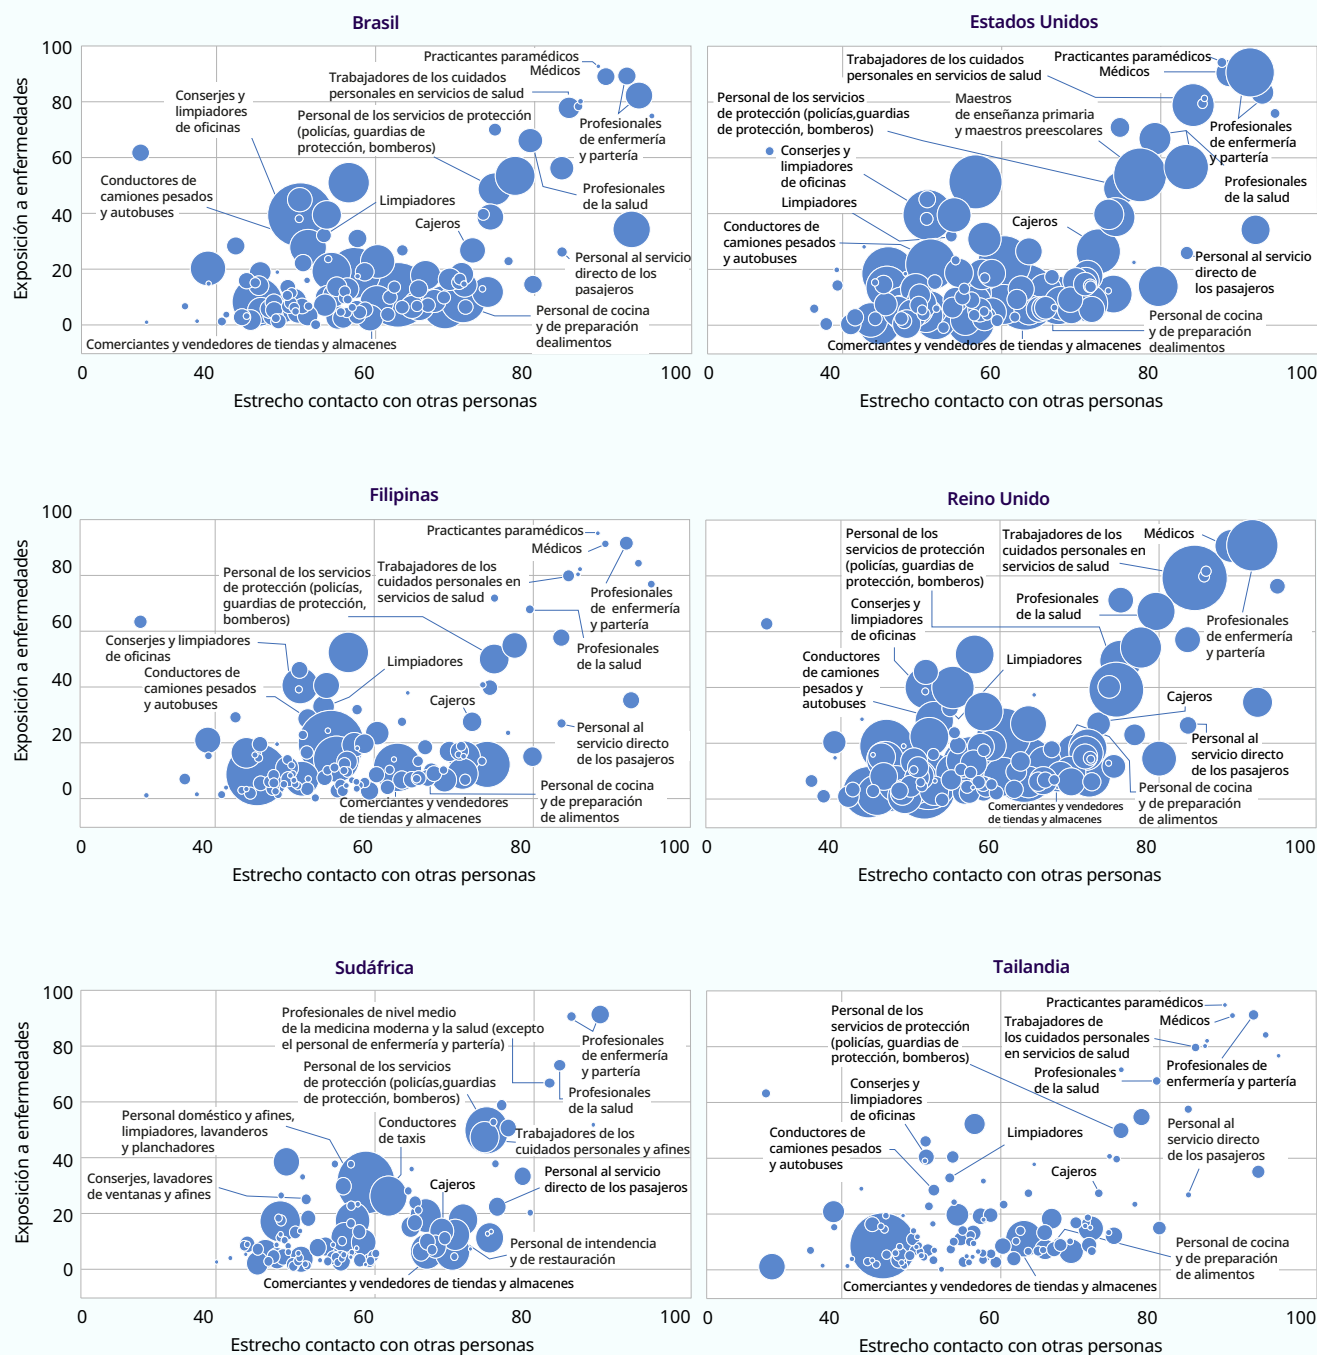 Brasil
Exposición a enfermedades
100
80
60
40
20
0
Practicantes paramédicos
Médicos
Trabajadores de los cuidados
personales en servicios de salud
Conserjes y
limpiadores
de oficinas
Personal de los servicios de protección
(policías, guardias de
protección, bomberos)
Profesionales
de enfermería
y partería
Conductores de
camiones pesados
y autobuses
Limpiadores
Profesionales
de la salud
Cajeros
Personal al servicio
directo de los
pasajeros
Personal de cocina
y de preparación
dealimentos
Comerciantes y vendedores de tiendas y almacenes
0
40
60
80
100
Estrecho contacto con otras personas
Estados Unidos
Practicantes paramédicos
Médicos
Trabajadores de los cuidados
personales en servicios de salud
Personal de los servicios
de protección (policías,guardias
de protección, bomberos)
Maestros
de enseñanza primaria
y maestros preescolares
Profesionales
de enfermería
y partería
Conserjes y
limpiadores
de oficinas
Profesionales
de la salud
Limpiadores
Cajeros
Conductores de
camiones pesados
y autobuses
Personal al servicio
directo de
los pasajeros
Personal de cocina
y de preparación
dealimentos
Comerciantes y vendedores de tiendas y almacenes
0
40
60
80
100
Estrecho contacto con otras personas
Filipinas
Exposición a enfermedades
100
80
60
40
20
0
Practicantes paramédicos
Médicos
Trabajadores de los
cuidados personales en
servicios de salud
Personal de los servicios
de protección (policías,
guardias de protección,
bomberos)
Profesionales
de enfermería
y partería
Conserjes y limpiadores
de oficinas
Profesionales
de la salud
Limpiadores
Conductores de
camiones pesados
y autobuses
Cajeros
Personal al
servicio directo
de los pasajeros
Personal de cocina
y de preparación
de alimentos
Comerciantes y vendedores
de tiendas y almacenes
0
40
60
80
100
Estrecho contacto con otras personas
Reino Unido
Personal de los
servicios de protección
(policías, guardias de
protección, bomberos)
Trabajadores de los
cuidados personales en
servicios de salud
Médicos
Conserjes y
limpiadores
de oficinas
Profesionales
de la salud
Profesionales
de enfermería
y partería
Conductores
de camiones
pesados y
autobuses
Limpiadores
Cajeros
Personal al
servicio directo
de los pasajeros
Personal de cocina
y de preparación
de alimentos
Comerciantes y vendedores
de tiendas y almacenes
0
40
60
80
100
Estrecho contacto con otras personas
Sudáfrica
Exposición a enfermedades
100
80
60
40
20
0
Profesionales de nivel medio
de la medicina moderna y la salud (excepto
el personal de enfermería y partería)
Profesionales
de enfermería
y partería
Personal de los servicios
de protección (policías,guardias
de protección, bomberos)
Profesionales
de la salud
Personal doméstico y afines,
limpiadores, lavanderos
y planchadores
Conductores
de taxis
Trabajadores de los
cuidados personales y afines
Conserjes, lavadores
de ventanas y afines
Cajeros
Personal al servicio
directo de los pasajeros
Personal de intendencia
y de restauración
Comerciantes y vendedores de tiendas y almacenes
0
40
60
80
100
Estrecho contacto con otras personas
Tailandia
Personal de los
servicios de protección
(policías, guardias de
protección, bomberos)
Practicantes paramédicos
Médicos
Trabajadores de
los cuidados personales
en servicios de salud
Profesionales
de la salud
Profesionales de
enfermería y partería
Conserjes y
limpiadores
de oficinas
Conductores de
camiones pesados
y autobuses
Limpiadores
Personal al
servicio directo
de los pasajeros
Cajeros
Personal de cocina
y de preparación
de alimentos
Comerciantes y vendedores de tiendas y almacenes
0
40
60
80
100
Estrecho contacto con otras personas